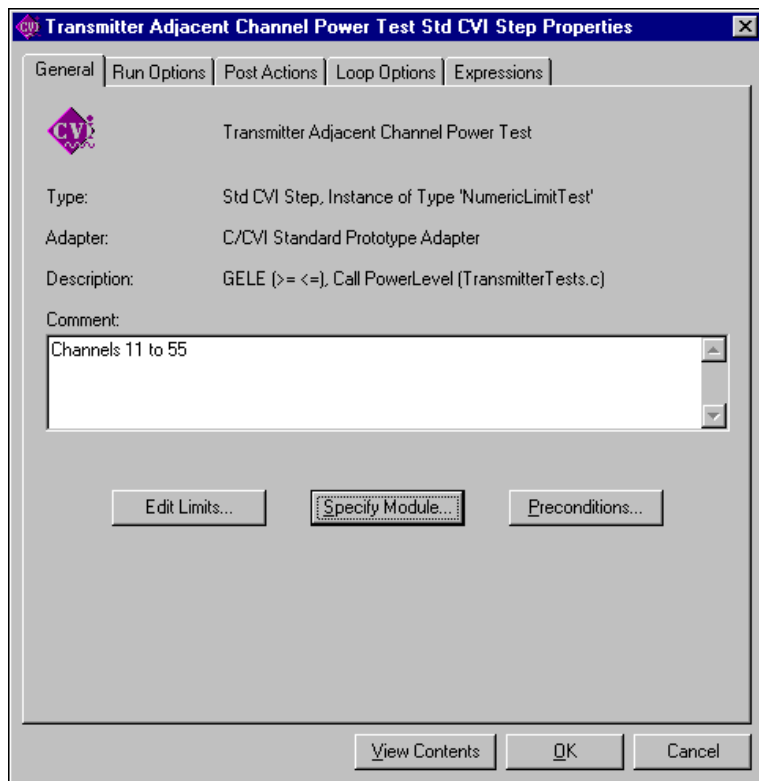 Transmitter Adjacent Channel Power Test Std CVI Step Properties
General Run Options Post Actions Loop Options Expressions
CVi Transmitter Adjacent Channel Power Test
Type: Std CVI Step, Instance of Type 'NumericLimitTest'
Adapter: C/CVI Standard Prototype Adapter
Description: GELE (>= <=), Call PowerLevel (TransmitterTests.c)
Comment:
Channels 11 to 55
Edit Limits... Specify Module... Preconditions...
View Contents OK Cancel